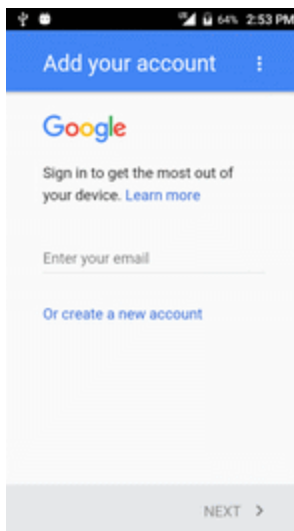 64% 2:53 PM
Add your account
Google
Sign in to get the most out of
your device. Learn more
Enter your email
Or create a new account
NEXT